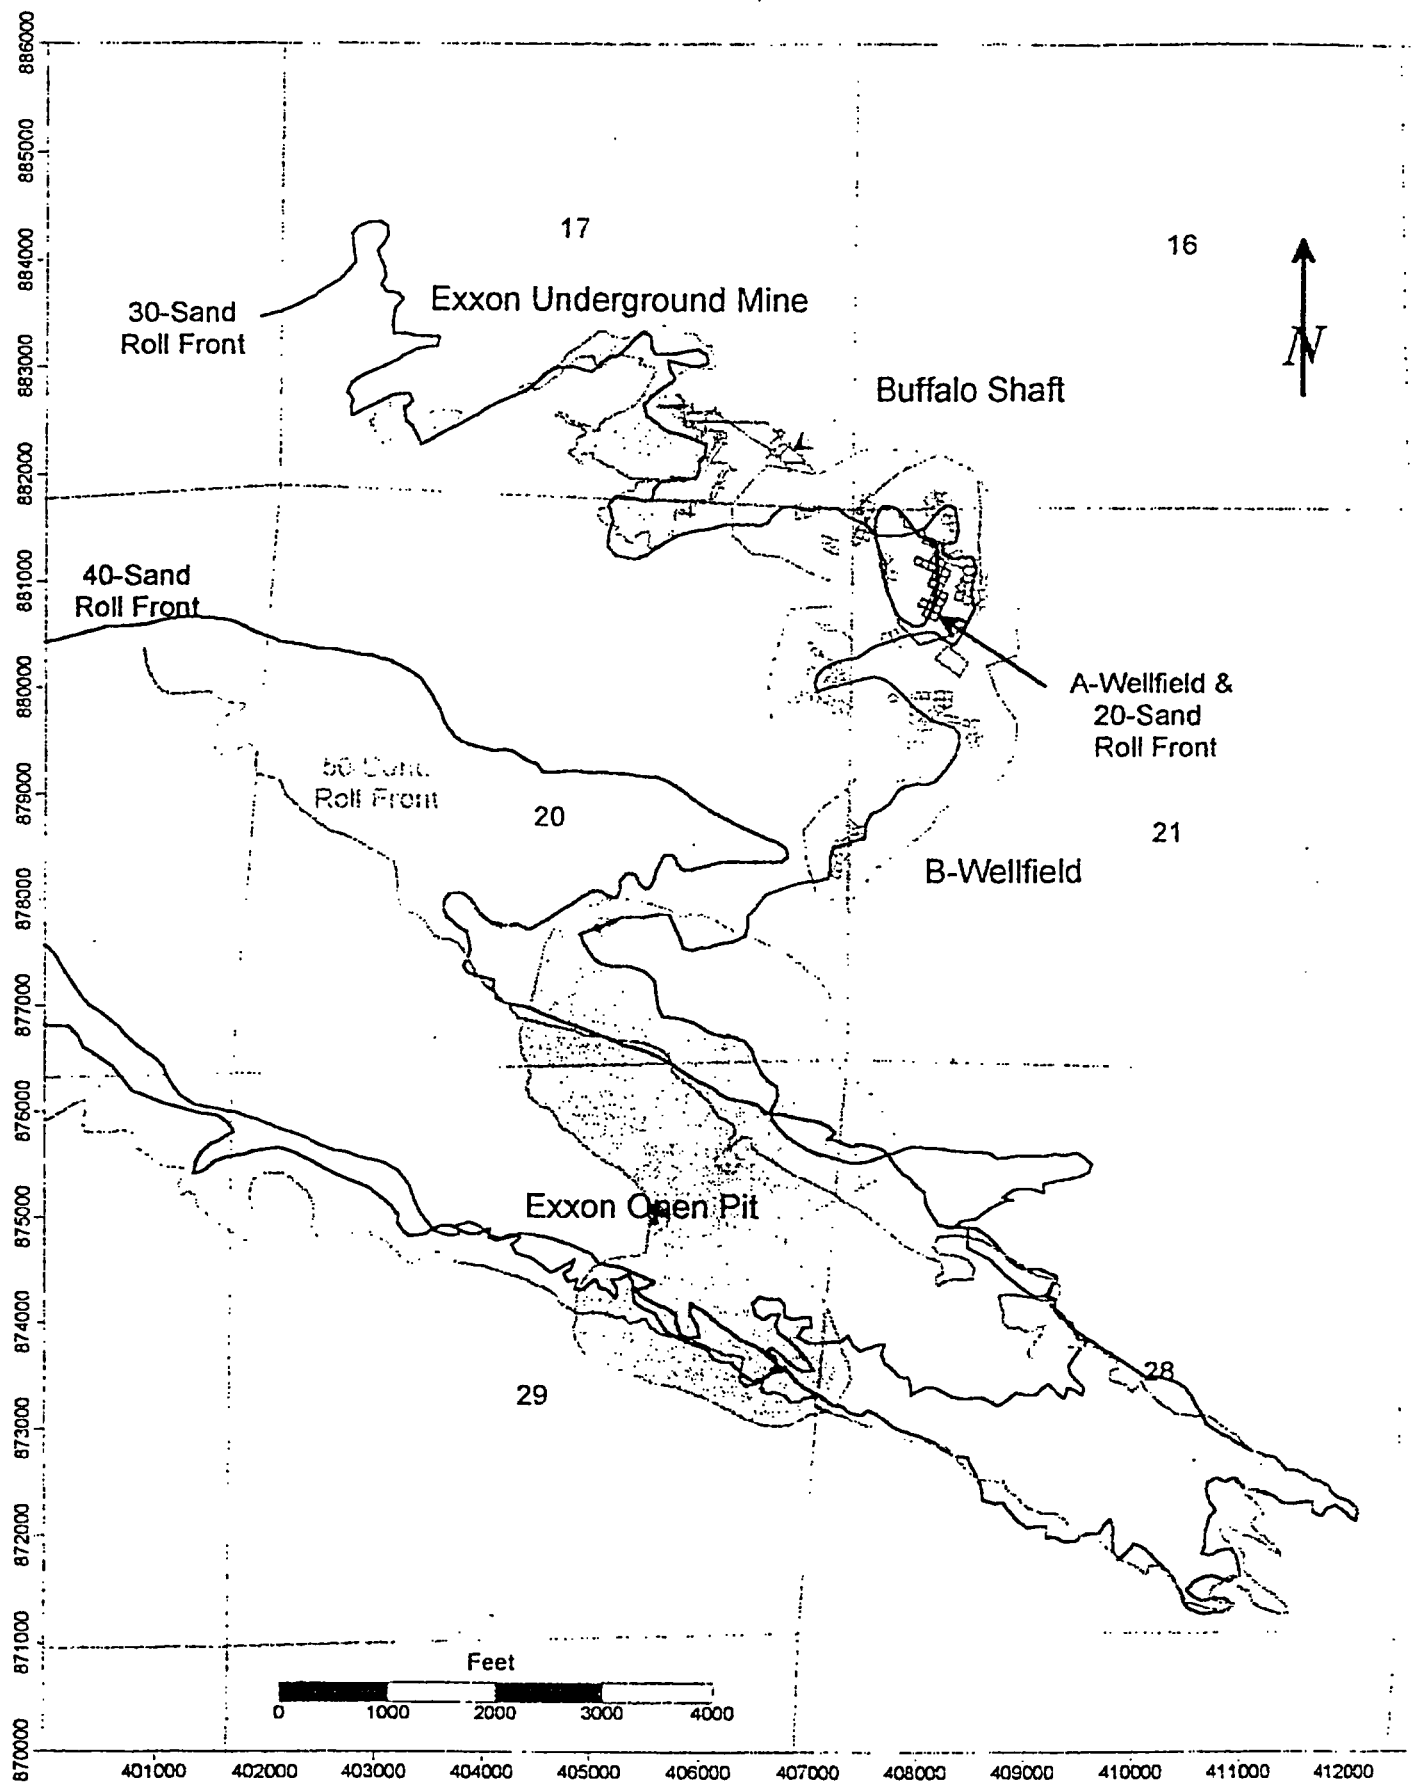 886000
885000
884000
883000
882000
881000
880000
879000
878000
877000
876000
875000
874000
873000
872000
871000
870000
17
16
30-Sand
Roll Front
Exxon Underground Mine
N
Buffalo Shaft
40-Sand
Roll Front
A-Wellfield &
20-Sand
Roll Front
Roll Front
20
21
B-Wellfield
Exxon Open Pit
28
29
Feet
0 1000 2000 3000 4000
401000 402000 403000 404000 405000 406000 407000 408000 409000 410000 411000 412000